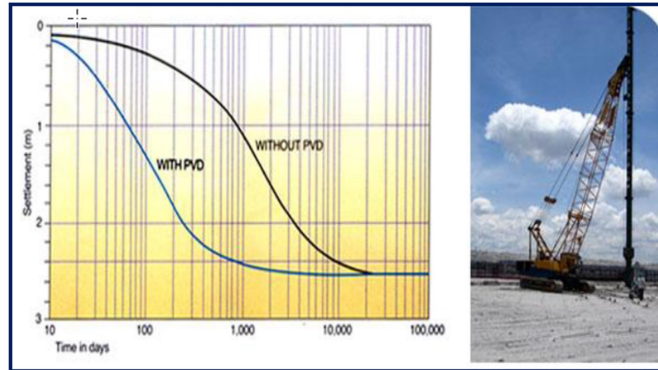 0
1
2
3
Settlement (m)
WITH PVD
WITHOUT PVD
10
100
1,000
10,000
100,000
Time in days